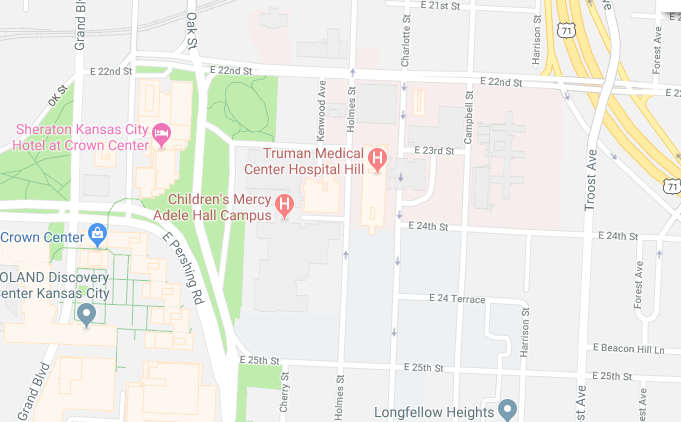 E 21st St
Grand Blvd
Oak St
Charlotte St
Harrison St
71
Forest Ave
E 22nd St
E 22nd St
E 22nd St
E 22nd
OK St
Kenwood Ave
Holmes St
Campbell St
Sheraton Kansas City
Hotel at Crown Center
Truman Medical
Center Hospital Hill
E 23rd St
Troost Ave
71
Children's Mercy
Adele Hall Campus
Crown Center
E Pershing Rd
E 24th St
E 24th St
OLAND Discovery
Center Kansas City
Forest Ave
E 24 Terrace
Harrison St
E Beacon Hill Ln
E 25th St
E 25th St
E 25th St
Grand Blvd
Cherry St
Holmes St
Troost Ave
Longfellow Heights